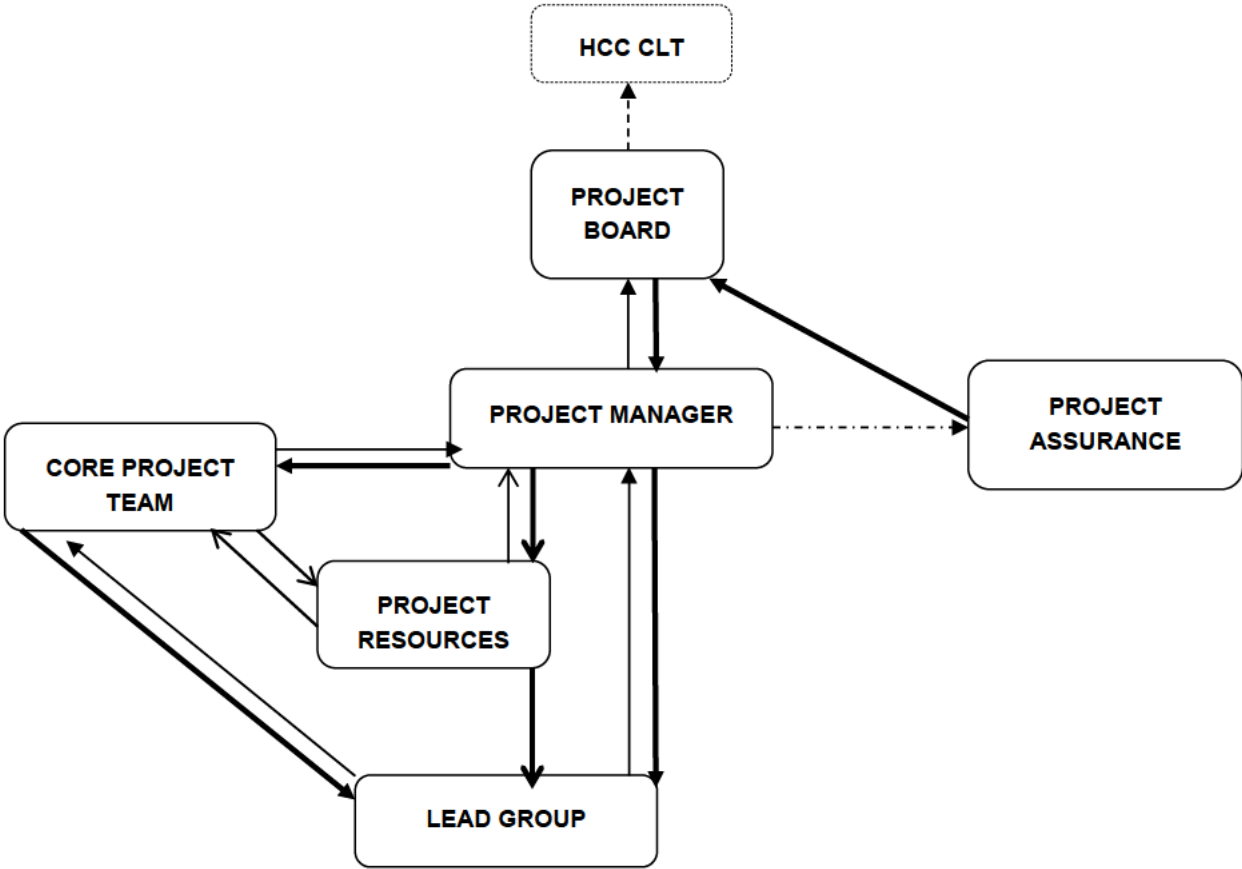 HCC CLT
PROJECT
BOARD
PROJECT MANAGER
PROJECT
ASSURANCE
CORE PROJECT
TEAM
PROJECT
RESOURCES
LEAD GROUP